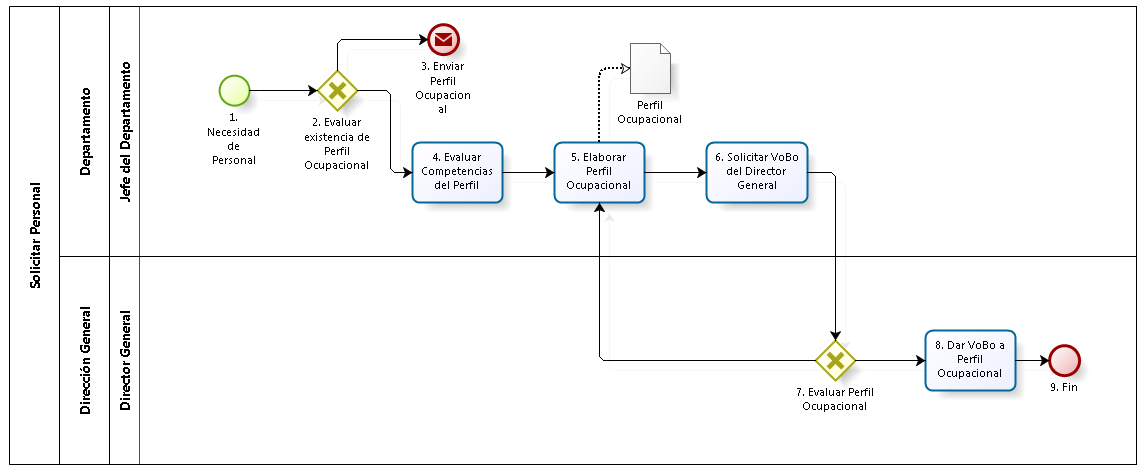 Solicitar Personal
Departamento
Jefe del Departamento
1.
Necesidad
de
Personal
2. Evaluar
existencia de
Perfil
Ocupacional
3. Enviar
Perfil
Ocupacion
al
4. Evaluar
Competencias
del Perfil
5. Elaborar
Perfil
Ocupacional
Perfil
Ocupacional
6. Solicitar VoBo
del Director
General
Dirección General
Director General
7. Evaluar Perfil
Ocupacional
8. Dar VoBo a
Perfil
Ocupacional
9. Fin